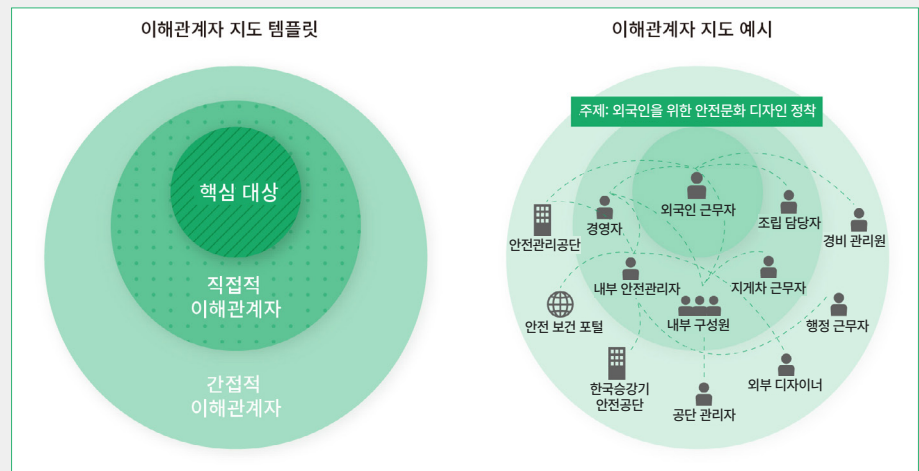 이해관계자 지도 템플릿
핵심 대상
직접적
이해관계자
간접적
이해관계자
이해관계자 지도 예시
주제: 외국인을 위한 안전문화 디자인 정착
외국인 근무자
경영자
조립 담당자
안전관리공단
경비 관리원
내부 안전관리자
지게차 근무자
안전 보건 포털
내부 구성원
행정 근무자
한국승강기
안전공단
공단 관리자
외부 디자이너